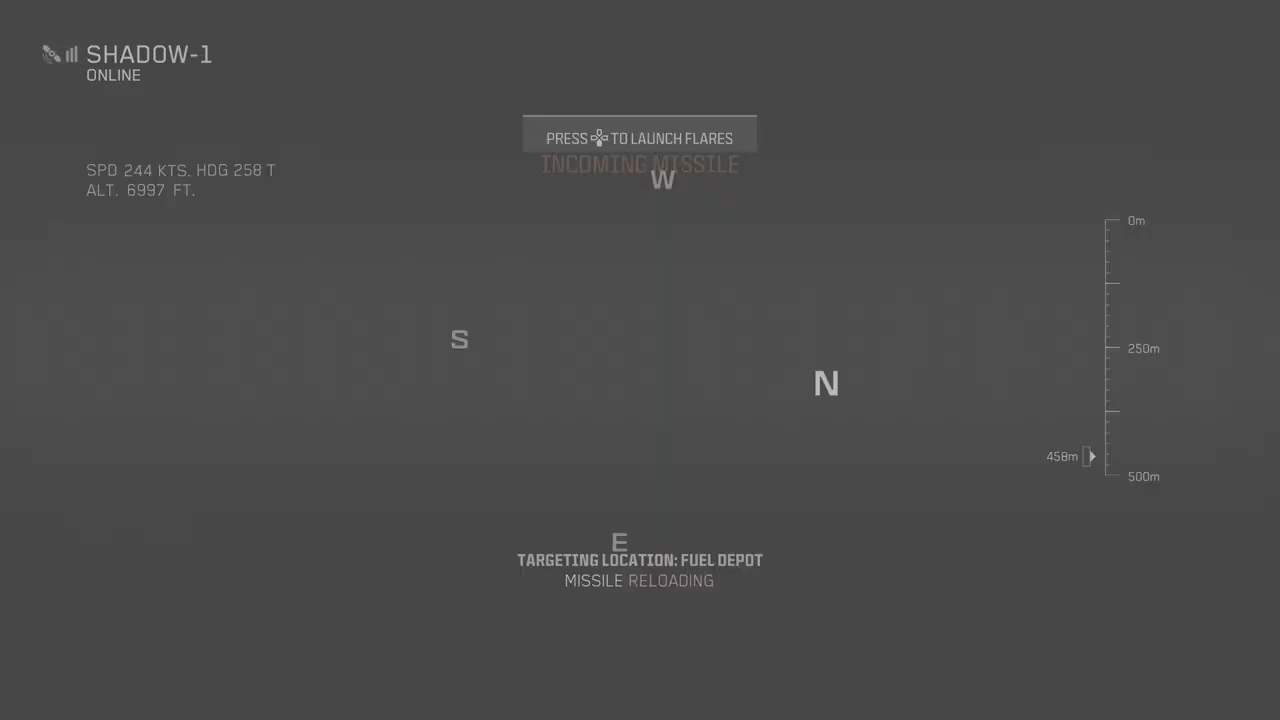 SHADOW-1
ONLINE
PRESS TO LAUNCH FLARES
INCOMING MISSILE
SPD 244 KTS, HDG 258 T
ALT. 6997 FT.
W
0m
S
250m
N
458m
500m
E
TARGETING LOCATION: FUEL DEPOT
MISSILE RELOADING